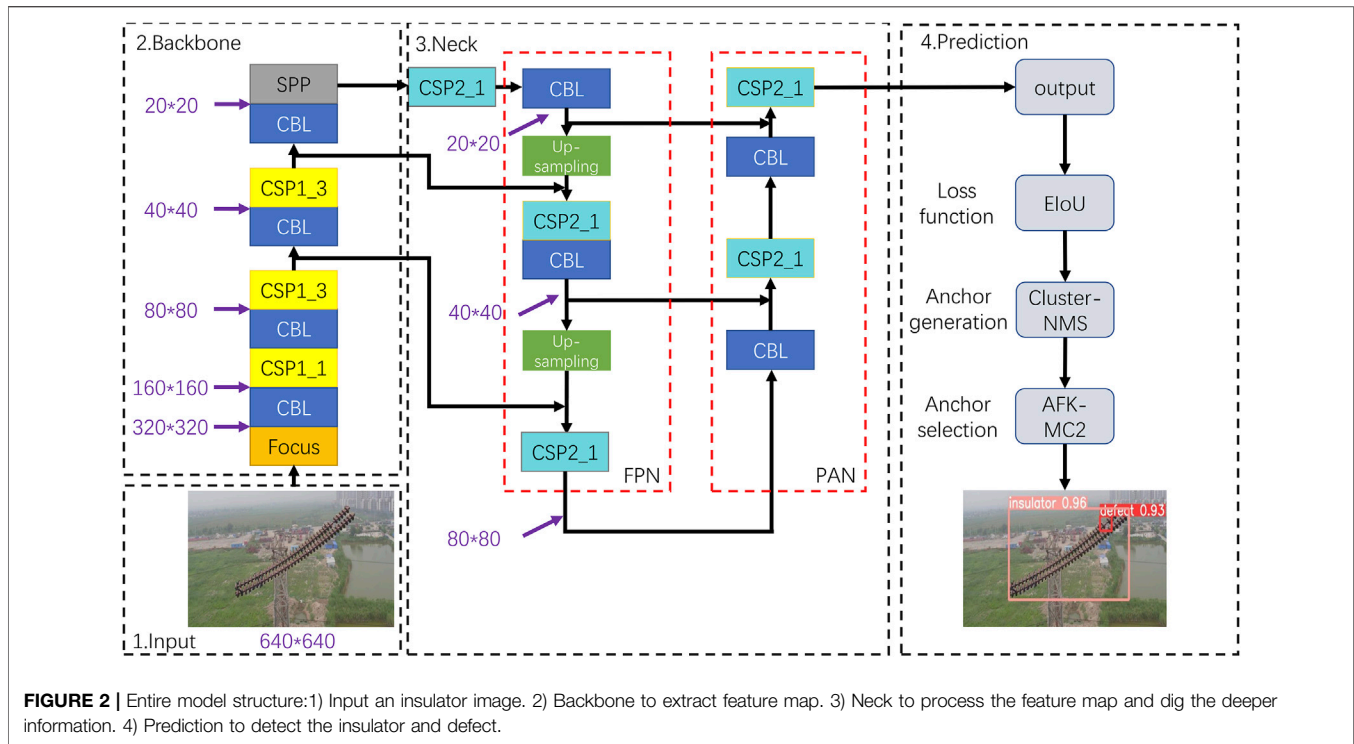 2.Backbone
SPP
20*20
CBL
CSP1_3
40*40
CBL
CSP1_3
80*80
CBL
CSP1_1
160*160
CBL
320*320
Focus
1.Input
640*640
3.Neck
CSP2_1
CBL
20*20
Up-
sampling
CSP2_1
CBL
40*40
Up-
sampling
CSP2_1
FPN
80*80
CSP2_1
CBL
CSP2_1
CBL
PAN
4.Prediction
output
Loss
function
EIoU
Anchor
generation
Cluster-
NMS
Anchor
selection
AFK-
MC2
insulator 0.96
defect 0.93
FIGURE 2 | Entire model structure:1) Input an insulator image. 2) Backbone to extract feature map. 3) Neck to process the feature map and dig the deeper
information. 4) Prediction to detect the insulator and defect.